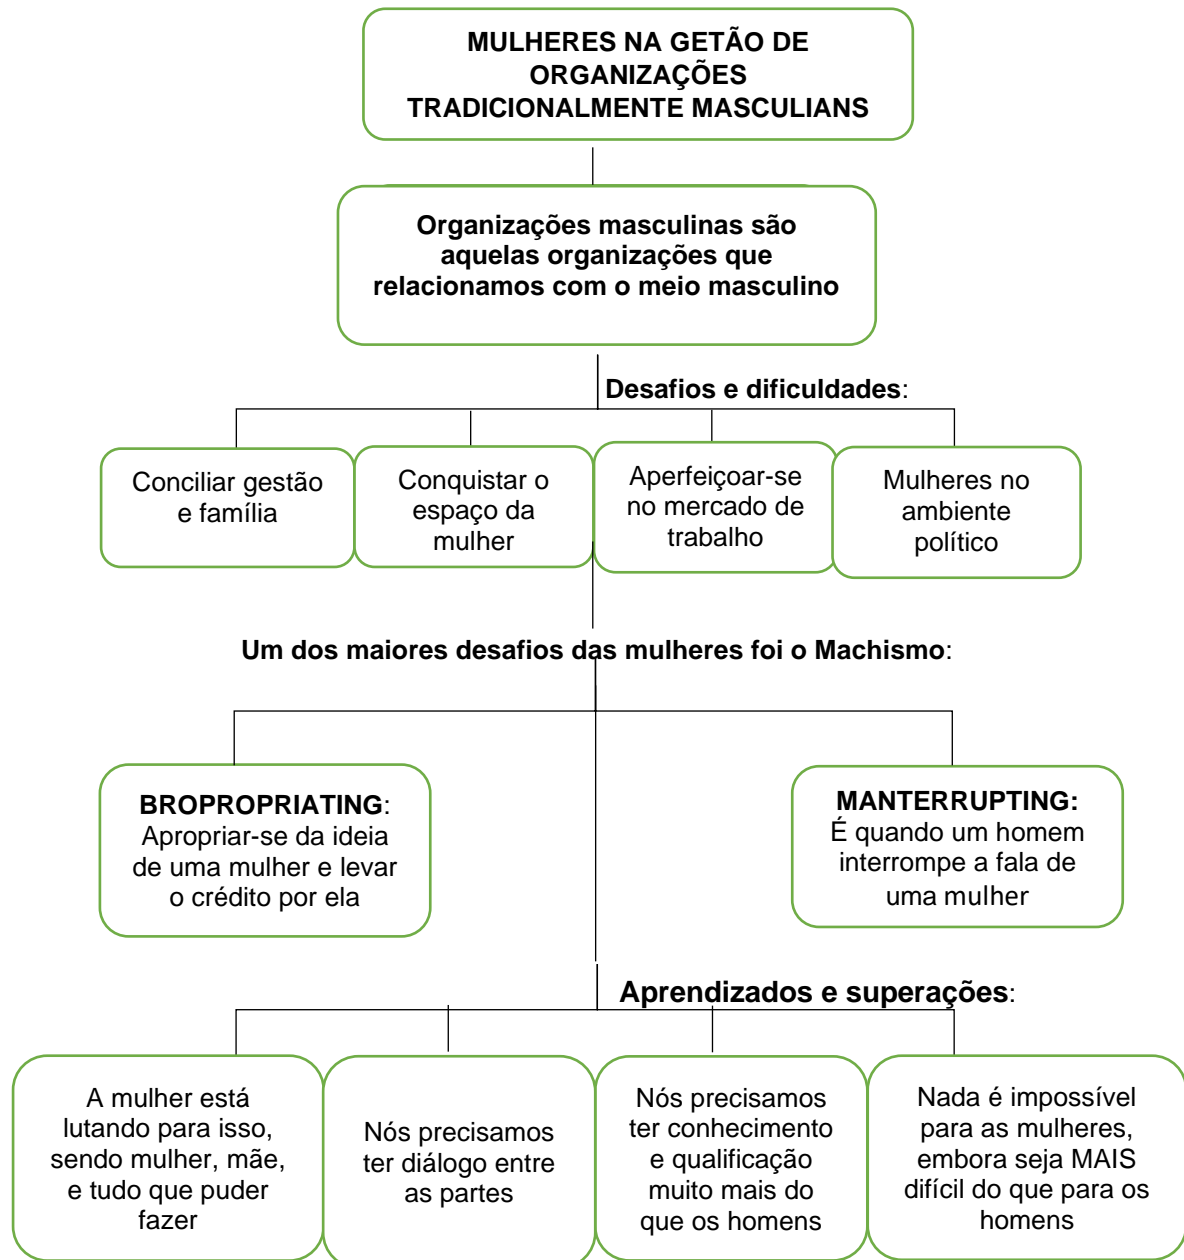 MULHERES NA GETÃO DE
ORGANIZAÇÕES
TRADICIONALMENTE MASCULIANS
Organizações masculinas são
aquelas organizações que
relacionamos com o meio masculino
Desafios e dificuldades:
Conciliar gestão
e família
Conquistar o
espaço da
mulher
Aperfeiçoar-se
no mercado de
trabalho
Mulheres no
ambiente
político
Um dos maiores desafios das mulheres foi o Machismo:
BROPROPRIATING:
Apropriar-se da ideia
de uma mulher e levar
o crédito por ela
MANTERRUPTING:
É quando um homem
interrompe a fala de
uma mulher
Aprendizados e superações:
A mulher está
lutando para isso,
sendo mulher, mãe,
e tudo que puder
fazer
Nós precisamos
ter diálogo entre
as partes
Nós precisamos
ter conhecimento
e qualificação
muito mais do
que os homens
Nada é impossível
para as mulheres,
embora seja MAIS
difícil do que para os
homens